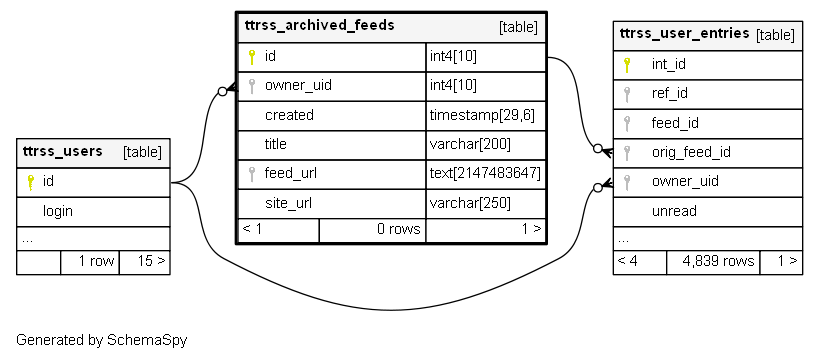 ttrss_archived_feeds [table]
id int4[10]
owner_uid int4[10]
created timestamp[29,6]
title varchar[200]
feed_url text[2147483647]
site_url varchar[250]
< 1 0 rows 1 >
ttrss_user_entries [table]
int_id
ref_id
feed_id
orig_feed_id
owner_uid
unread
...
< 4 4,839 rows 1 >
ttrss_users [table]
id
login
...
1 row 15 >
Generated by SchemaSpy